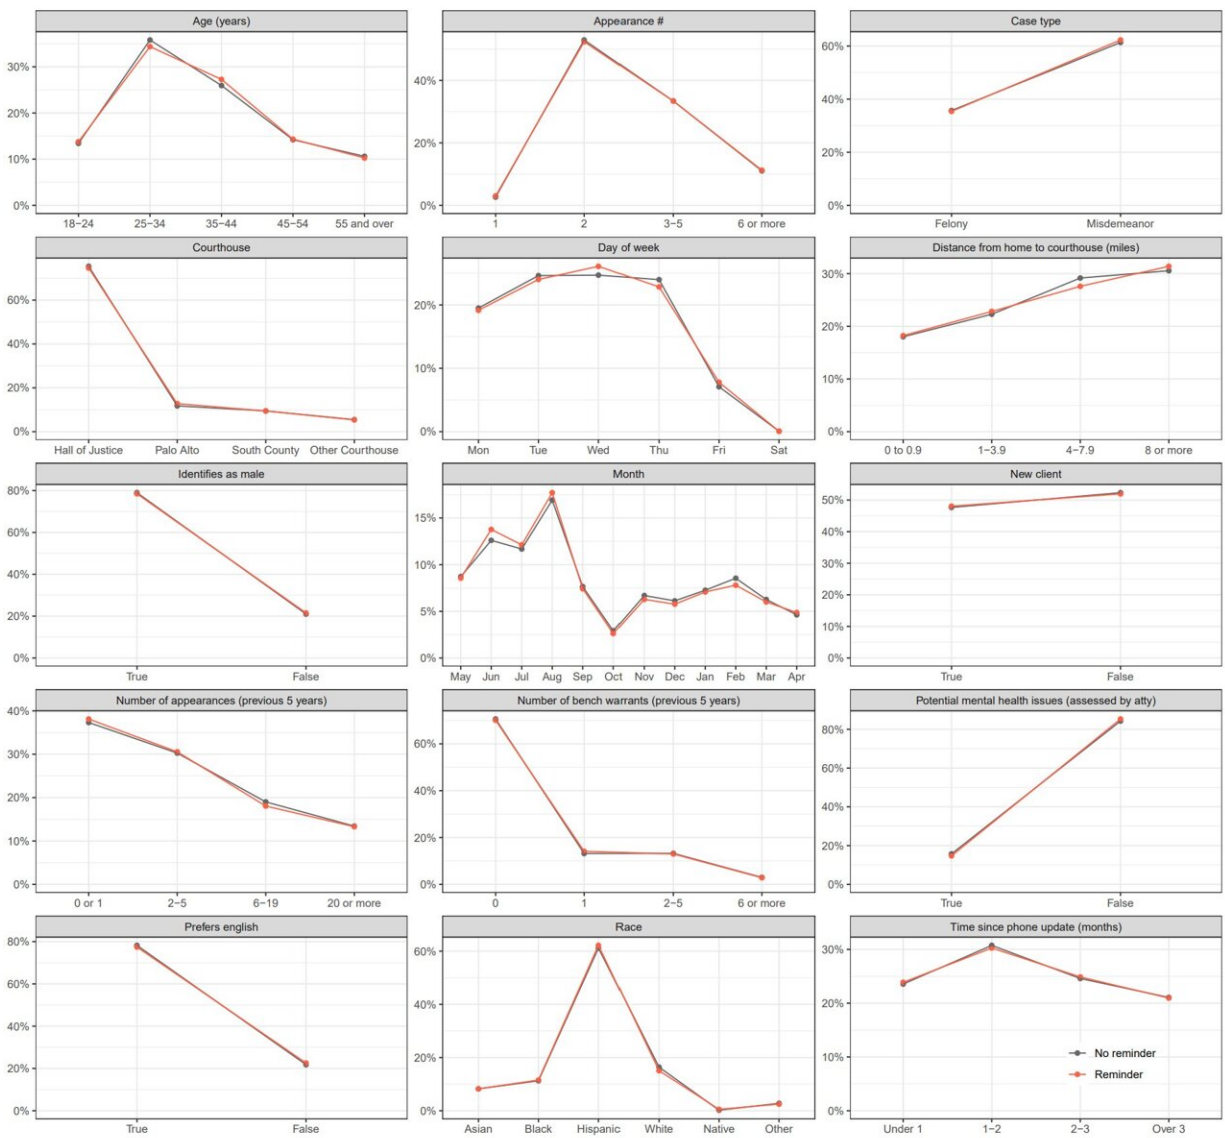 Age (years)
30%
20%
10%
0%
18−24 25−34 35−44 45−54 55 and over
Appearance #
40%
20%
0%
1 2 3−5 6 or more
Case type
60%
40%
20%
0%
Felony Misdemeanor
Courthouse
60%
40%
20%
0%
Hall of Justice Palo Alto South County Other Courthouse
Day of week
20%
10%
0%
Mon Tue Wed Thu Fri Sat
Distance from home to courthouse (miles)
30%
20%
10%
0%
0 to 0.9 1−3.9 4−7.9 8 or more
Identifies as male
80%
60%
40%
20%
0%
True False
Month
15%
10%
5%
0%
May Jun Jul Aug Sep Oct Nov Dec Jan Feb Mar Apr
New client
50%
40%
30%
20%
10%
0%
True False
Number of appearances (previous 5 years)
40%
30%
20%
10%
0%
0 or 1 2−5 6−19 20 or more
Number of bench warrants (previous 5 years)
60%
40%
20%
0%
0 1 2−5 6 or more
Potential mental health issues (assessed by atty)
80%
60%
40%
20%
0%
True False
Prefers english
80%
60%
40%
20%
0%
True False
Race
60%
40%
20%
0%
Asian Black Hispanic White Native Other
Time since phone update (months)
30%
20%
10%
0%
No reminder
Reminder
Under 1 1−2 2−3 Over 3